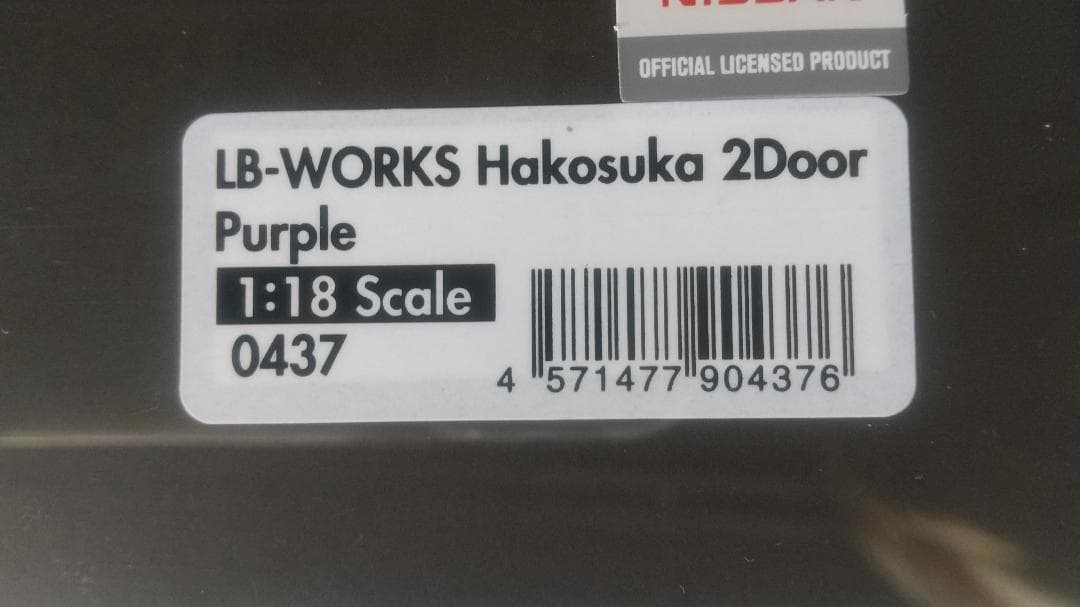 OFFICIAL LICENSED PRODUCT
LB-WORKS Hakosuka 2Door
Purple
1:18 Scale
0437
4 571477 904376